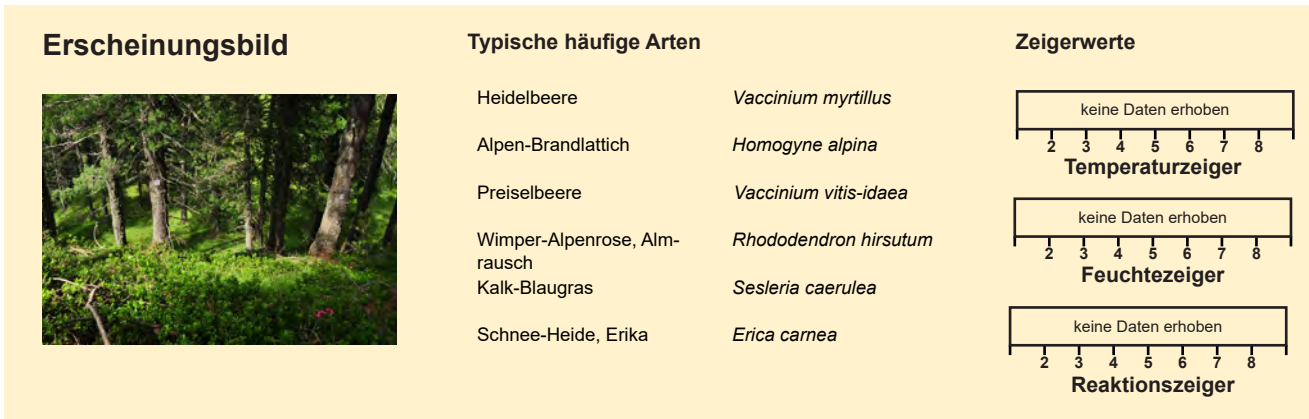 Erscheinungsbild
Typische häufige Arten
Heidelbeere Vaccinium myrtillus
Alpen-Brandlattich Homogyne alpina
Preiselbeere Vaccinium vitis-idaea
Wimper-Alpenrose, Alm- Rhododendron hirsutum
rausch
Kalk-Blaugras Sesleria caerulea
Schnee-Heide, Erika Erica carnea
Zeigerwerte
keine Daten erhoben
2 3 4 5 6 7 8
Temperaturzeiger
keine Daten erhoben
2 3 4 5 6 7 8
Feuchtezeiger
keine Daten erhoben
2 3 4 5 6 7 8
Reaktionszeiger